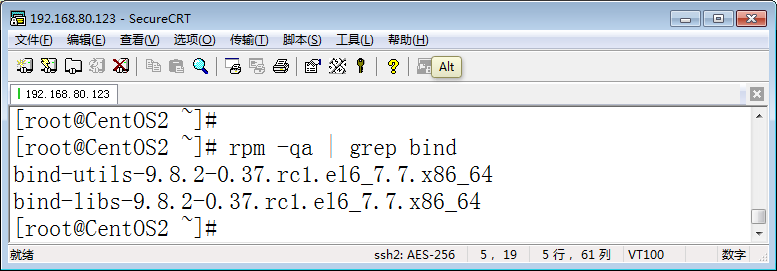 192.168.80.123 - SecureCRT
文件(F) 编辑(E) 查看(V) 选项(O) 传输(T) 脚本(S) 工具(L) 帮助(H)
Alt
192.168.80.123
[root@CentOS2 ~]#
[root@CentOS2 ~]# rpm -qa | grep bind
bind-utils-9.8.2-0.37.rc1.el6_7.7.x86_64
bind-libs-9.8.2-0.37.rc1.el6_7.7.x86_64
[root@CentOS2 ~]#
就绪 ssh2: AES-256 5, 19 5 行, 61 列 VT100 数字